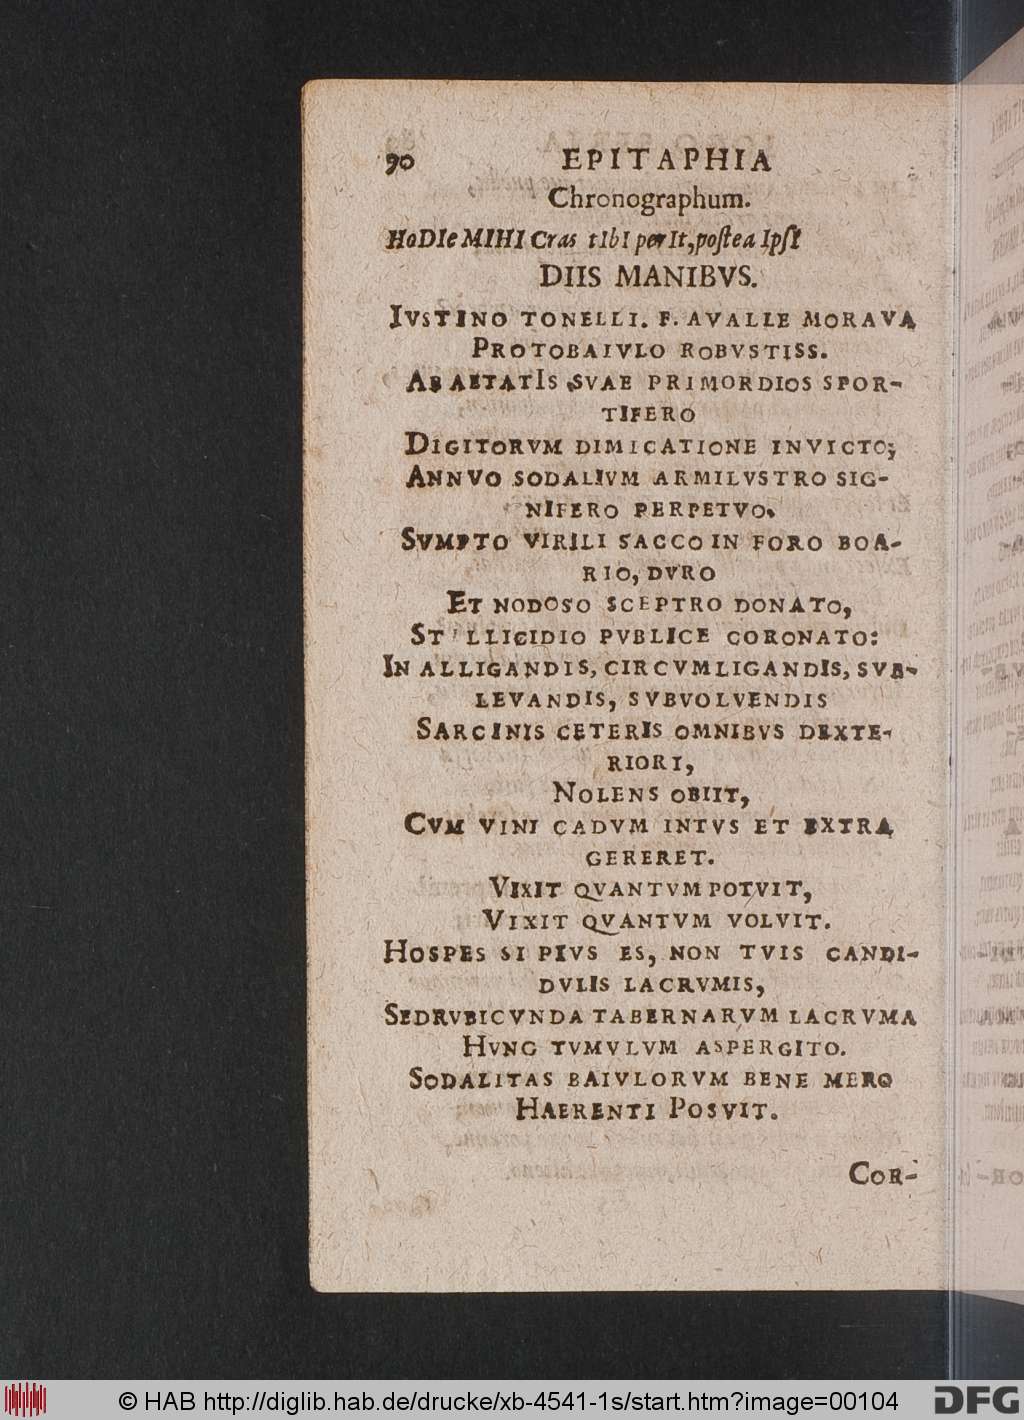 90 EPITAPHIA
Chronographum.
HoDIe MIHI Cras tIbI perIt, postea Ipsi
DIIS MANIBVS.
IVSTINO TONELLI. F. AVALLE MORAVA
PROTOBAIVLO ROBVSTISS.
AB AETATIS SVAE PRIMORDIOS SPOR-
TIFERO
DIGITORVM DIMICATIONE INVICTO;
ANNVO SODALIVM ARMILVSTRO SIG-
NIFERO PERPETVO.
SVMPTO VIRILI SACCO IN FORO BOA-
RIO, DVRO
ET NODOSO SCEPTRO DONATO,
ST LLICIDIO PVBLICE CORONATO:
IN ALLIGANDIS, CIRCVMLIGANDIS, SVB-
LEVANDIS, SVBVOLVENDIS
SARCINIS CETERIS OMNIBVS DEXTE-
RIORI,
NOLENS OBIIT,
CVM VINI CADVM INTVS ET EXTRA
GERERET.
VIXIT QVANTVM POTVIT,
VIXIT QVANTVM VOLVIT.
HOSPES SI PIVS ES, NON TVIS CANDI-
DVLIS LACRVMIS,
SED RVBICVNDA TABERNARVM LACRVMA
HVNC TVMVLVM ASPERGITO.
SODALITAS BAIVLORVM BENE MERO
HAERENTI POSVIT.
COR-
© HAB http://diglib.hab.de/drucke/xb-4541-1s/start.htm?image=00104
DFG